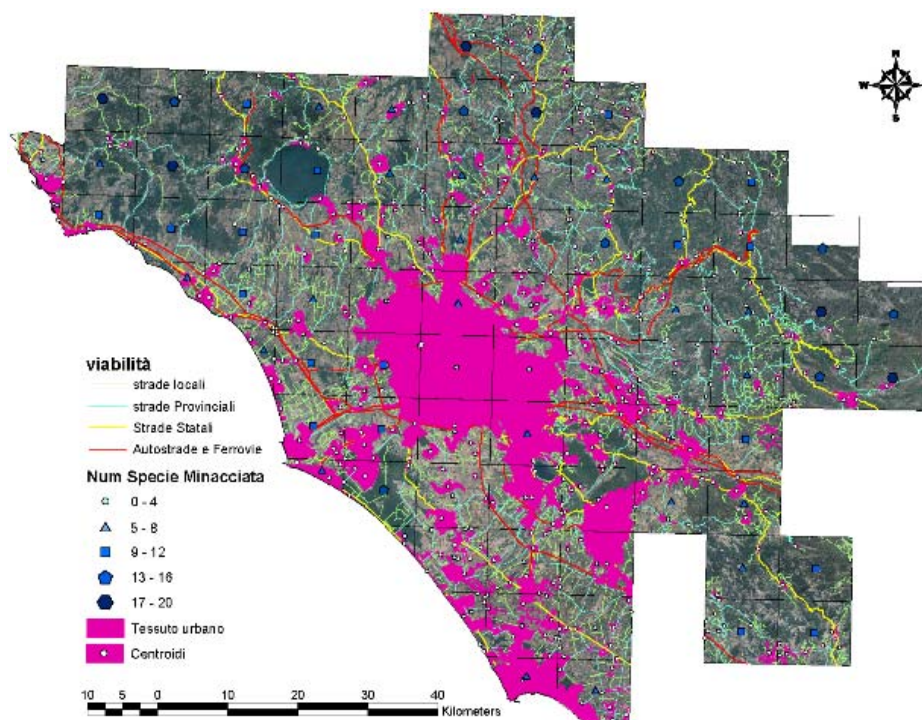 N
W E
S
viabilità
strade locali
strade Provinciali
Strade Statali
Autostrade e Ferrovie
Num Specie Minacciata
0 - 4
5 - 8
9 - 12
13 - 16
17 - 20
Tessuto urbano
Centroidi
10 5 0 10 20 30 40
Kilometers